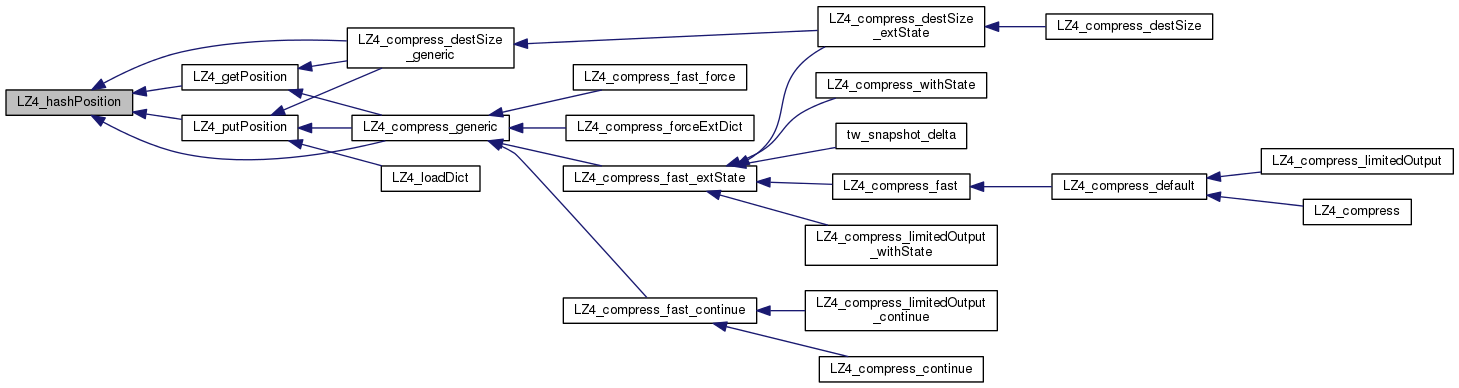 LZ4_hashPosition
LZ4_getPosition
LZ4_putPosition
LZ4_compress_destSize
_generic
LZ4_compress_generic
LZ4_loadDict
LZ4_compress_fast_force
LZ4_compress_forceExtDict
LZ4_compress_fast_extState
LZ4_compress_fast_continue
LZ4_compress_destSize
_extState
LZ4_compress_withState
tw_snapshot_delta
LZ4_compress_fast
LZ4_compress_limitedOutput
_withState
LZ4_compress_limitedOutput
_continue
LZ4_compress_continue
LZ4_compress_destSize
LZ4_compress_default
LZ4_compress_limitedOutput
LZ4_compress